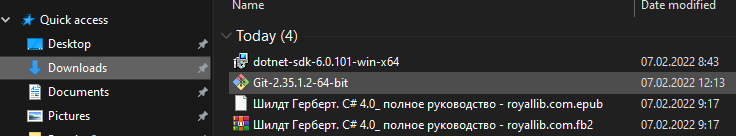 Quick access
Desktop
Downloads
Documents
Pictures
Name
Date modified
Today (4)
dotnet-sdk-6.0.101-win-x64
07.02.2022 8:43
Git-2.35.1.2-64-bit
07.02.2022 12:13
Шилдт Герберт. C# 4.0_ полное руководство - royallib.com.epub
07.02.2022 9:17
Шилдт Герберт. C# 4.0_ полное руководство - royallib.com.fb2
07.02.2022 9:17